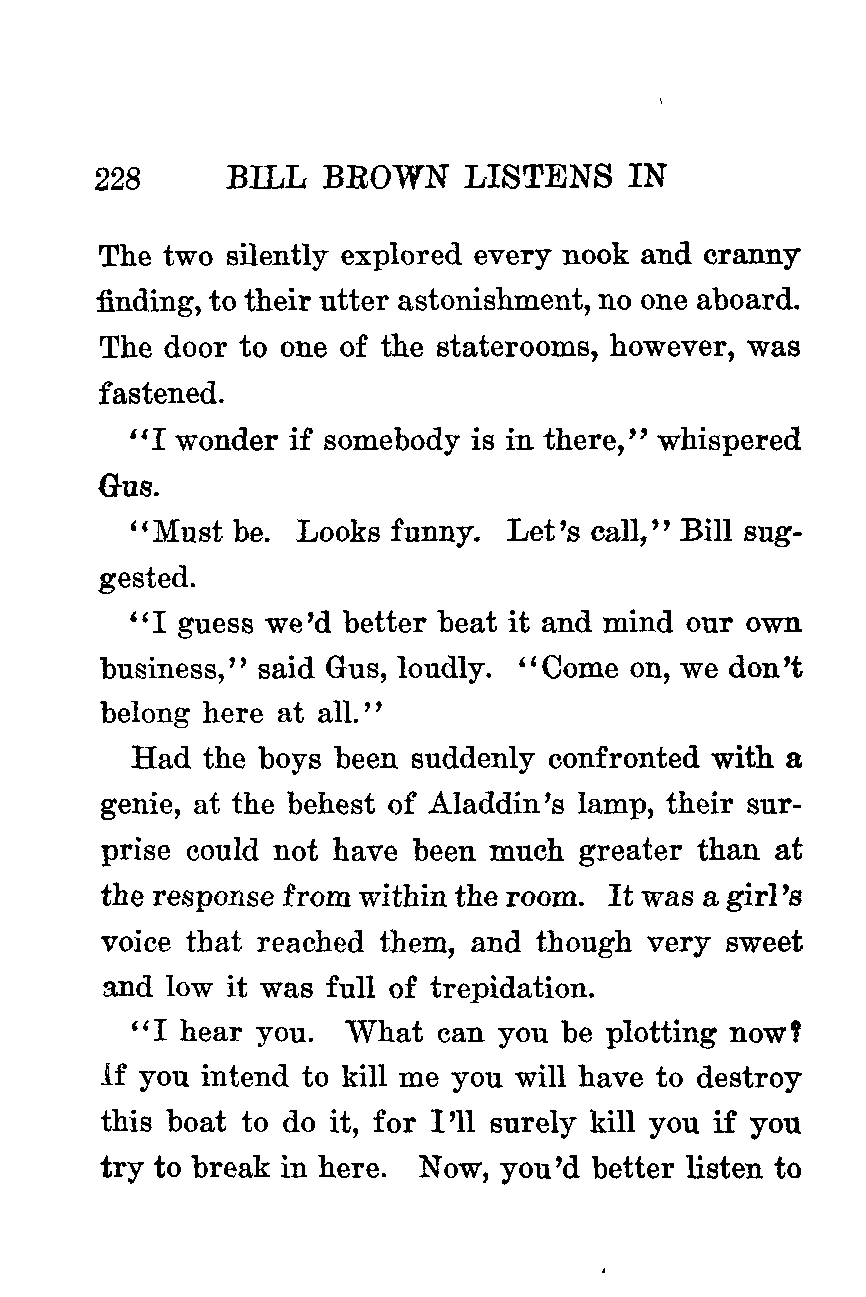 228 BILL BROWN LISTENS IN
The two silently explored every nook and cranny
finding, to their utter astonishment, no one aboard.
The door to one of the staterooms, however, was
fastened.
"I wonder if somebody is in there," whispered
Gus.
"Must be. Looks funny. Let's call," Bill sug-
gested.
"I guess we'd better beat it and mind our own
business," said Gus, loudly. "Come on, we don't
belong here at all."
Had the boys been suddenly confronted with a
genie, at the behest of Aladdin's lamp, their sur-
prise could not have been much greater than at
the response from within the room. It was a girl's
voice that reached them, and though very sweet
and low it was full of trepidation.
"I hear you. What can you be plotting now?
If you intend to kill me you will have to destroy
this boat to do it, for I'll surely kill you if you
try to break in here. Now, you'd better listen to